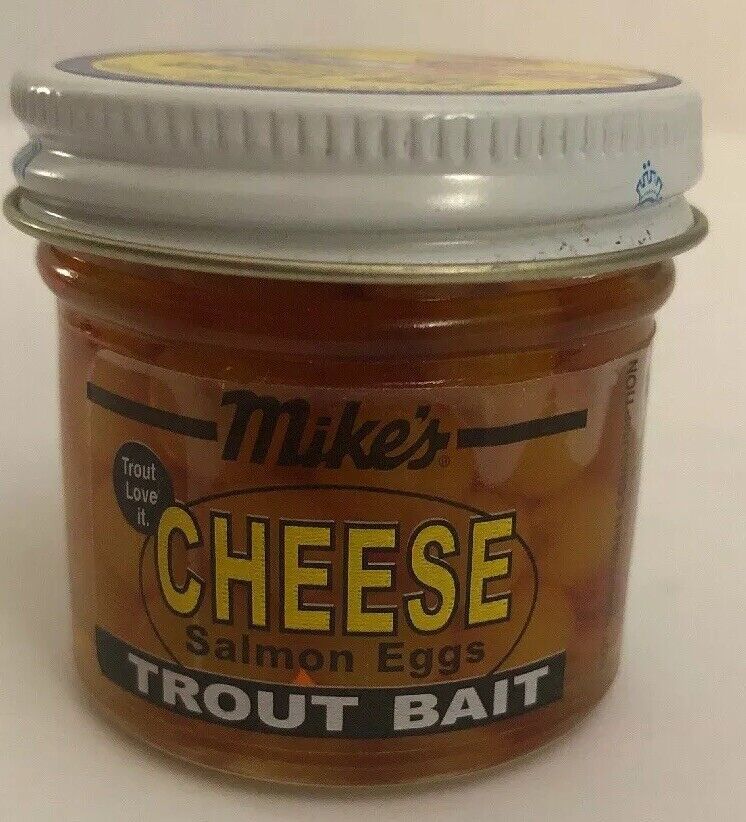 Mike's®
Trout
Love
it.
CHEESE
Salmon Eggs
TROUT BAIT